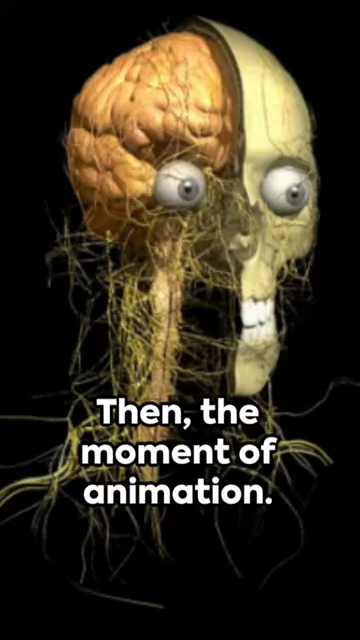 Then, the
moment of
animation.